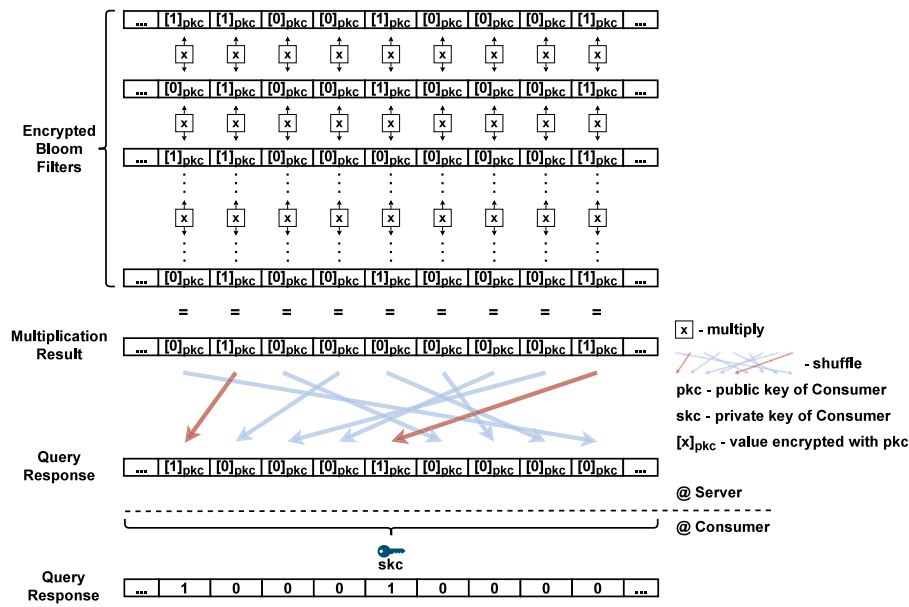 ... [1]pkc [1]pkc [0]pkc [0]pkc [1]pkc [0]pkc [0]pkc [0]pkc [1]pkc ...
x x x x x x x x x
... [0]pkc [1]pkc [0]pkc [0]pkc [1]pkc [0]pkc [0]pkc [0]pkc [1]pkc ...
x x x x x x x x x
Encrypted
Bloom
Filters
... [1]pkc [1]pkc [0]pkc [0]pkc [0]pkc [0]pkc [0]pkc [0]pkc [1]pkc ...
x x x x x x x x x
... [0]pkc [1]pkc [0]pkc [0]pkc [1]pkc [0]pkc [0]pkc [0]pkc [1]pkc ...
= = = = = = = = =
Multiplication
Result
... [0]pkc [1]pkc [0]pkc [0]pkc [0]pkc [0]pkc [0]pkc [0]pkc [1]pkc ...
x - multiply
- shuffle
pkc - public key of Consumer
skc - private key of Consumer
[x]pkc - value encrypted with pkc
Query
Response
... [1]pkc [0]pkc [0]pkc [0]pkc [1]pkc [0]pkc [0]pkc [0]pkc [0]pkc ...
@ Server
@ Consumer
skc
Query
Response
... 1 0 0 0 1 0 0 0 0 ...